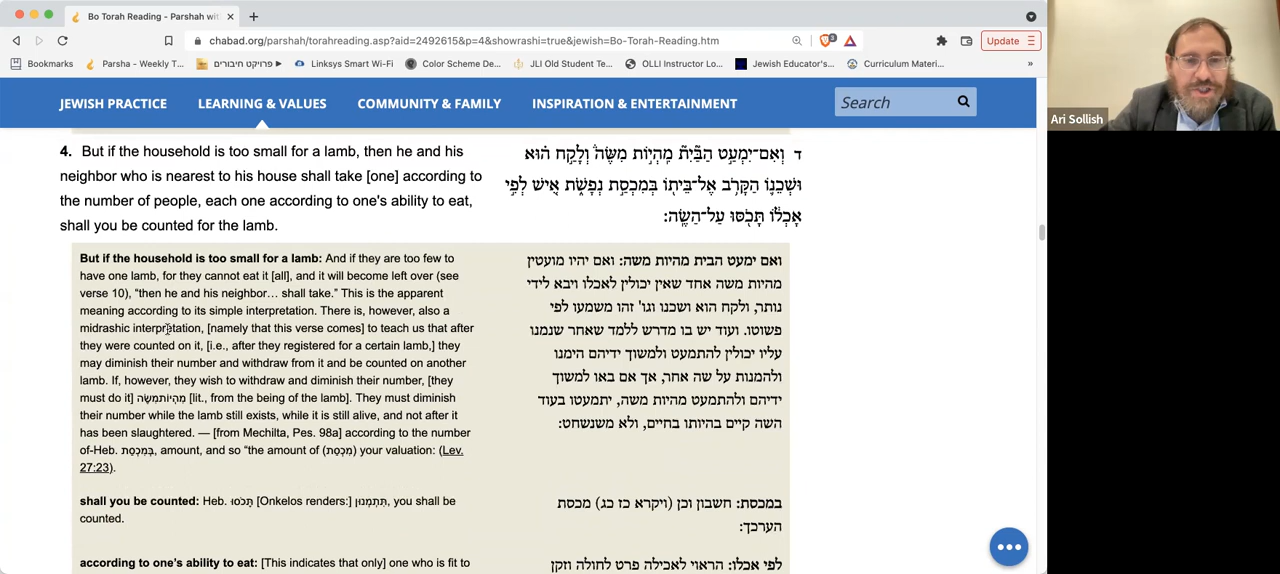 Bo Torah Reading - Parshah wit
chabad.org/parshah/torahreading.asp?aid=2492615&p=4&showrashi=true&jewish=Bo-Torah-Reading.htm
3
Update
Bookmarks
Parsha - Weekly T...
פרויקט חיבורים
Linksys Smart Wi-Fi
Color Scheme De...
JLI Old Student Te...
OLLI Instructor Lo...
Jewish Educator's...
Curriculum Materi...
»
JEWISH PRACTICE
LEARNING & VALUES
COMMUNITY & FAMILY
INSPIRATION & ENTERTAINMENT
Search
Ari Sollish
4. But if the household is too small for a lamb, then he and his
neighbor who is nearest to his house shall take [one] according to
the number of people, each one according to one's ability to eat,
shall you be counted for the lamb.
ד וְאִם־יִמְעַ֣ט הַבַּ֘יִת֘ מִֽהְי֣וֹת מִשֶּׂה֒ וְלָקַ֣ח ה֗וּא
וּשְׁכֵנ֛וֹ הַקָּרֹ֥ב אֶל־בֵּית֖וֹ בְּמִכְסַ֣ת נְפָשֹׁ֑ת אִ֚ישׁ לְפִ֣י
אָכְל֔וֹ תָּכֹ֖סּוּ עַל־הַשֶּֽׂה:
But if the household is too small for a lamb: And if they are too few to
have one lamb, for they cannot eat it [all], and it will become left over (see
verse 10), “then he and his neighbor… shall take.” This is the apparent
meaning according to its simple interpretation. There is, however, also a
midrashic interpretation, [namely that this verse comes] to teach us that after
they were counted on it, [i.e., after they registered for a certain lamb,] they
may diminish their number and withdraw from it and be counted on another
lamb. If, however, they wish to withdraw and diminish their number, [they
must do it] מִהְיוֹתמִשֶׂה [lit., from the being of the lamb]. They must diminish
their number while the lamb still exists, while it is still alive, and not after it
has been slaughtered. — [from Mechilta, Pes. 98a] according to the number
of-Heb. בְּמִכְסַת, amount, and so “the amount of (מִכְסַת) your valuation: (Lev.
27:23).
ואם ימעט הבית מהיות משה: ואם יהיו מועטין
מהיות משה אחד שאין יכולין לאכלו ויבא לידי
נותר, ולקח הוא ושכנו וגו' זהו משמעו לפי
פשוטו. ועוד יש בו מדרש ללמד שאחר שנמנו
עליו יכולין להתמעט ולמשוך ידיהם הימנו
ולהמנות על שה אחר, אך אם באו למשוך
ידיהם ולהתמעט מהיות משה, יתמעטו בעוד
השה קיים בהיותו בחיים, ולא משנשחט:
shall you be counted: Heb. תָּכֹסוּ [Onkelos renders:] תִּתְמְנוּן, you shall be
counted.
במכסת: חשבון וכן (ויקרא כז כג) מכסת
הערכך:
according to one’s ability to eat: [This indicates that only] one who is fit to
לפי אכלו: הראוי לאכילה פרט לחולה וזקן